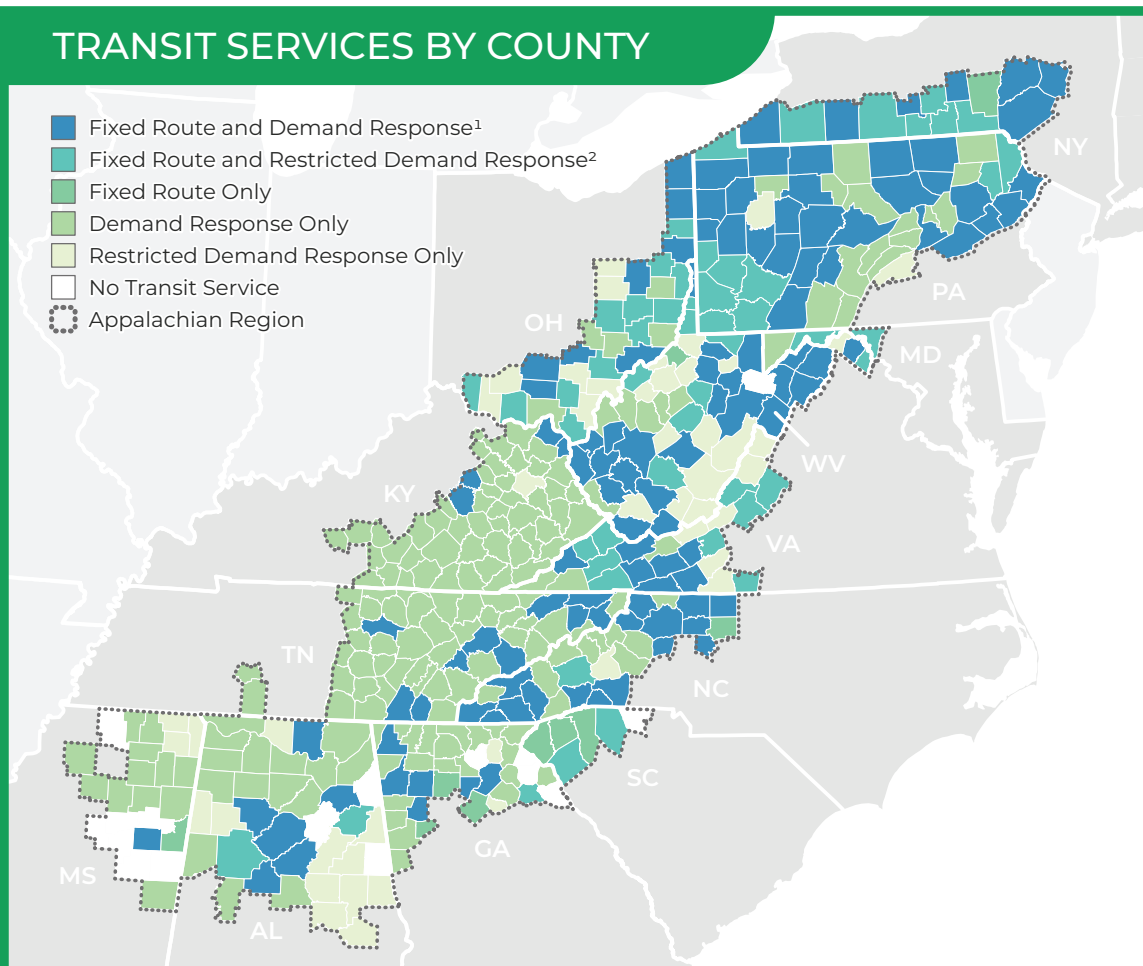 TRANSIT SERVICES BY COUNTY
Fixed Route and Demand Response¹
Fixed Route and Restricted Demand Response²
Fixed Route Only
Demand Response Only
Restricted Demand Response Only
No Transit Service
Appalachian Region
NY
PA
OH
MD
WV
KY
VA
TN
NC
SC
GA
MS
AL